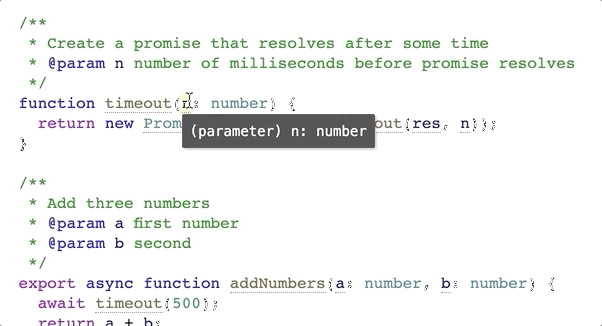 /**
 * Create a promise that resolves after some time
 * @param n number of milliseconds before promise resolves
 */
function timeout(n: number) {
  return new Prom out(res, n));
(parameter) n: number
}
/**
 * Add three numbers
 * @param a first number
 * @param b second
 */
export async function addNumbers(a: number, b: number) {
  await timeout(500);
  return a + b;